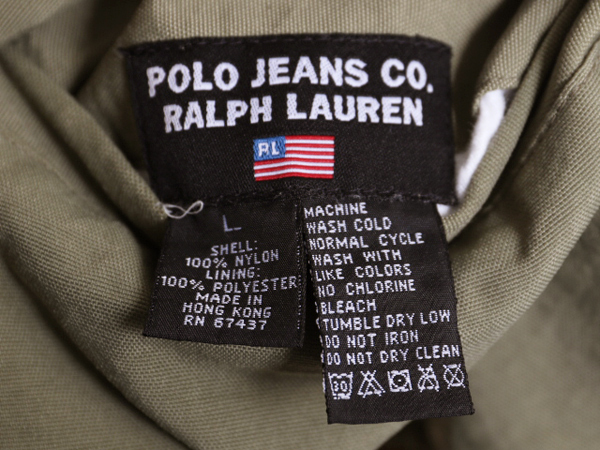 POLO JEANS CO.
RALPH LAUREN
RL
L
SHELL:
100% NYLON
LINING:
100% POLYESTER
MADE IN
HONG KONG
RN 67437
MACHINE
WASH COLD
NORMAL CYCLE
WASH WITH
LIKE COLORS
NO CHLORINE
BLEACH
TUMBLE DRY LOW
DO NOT IRON
DO NOT DRY CLEAN
30